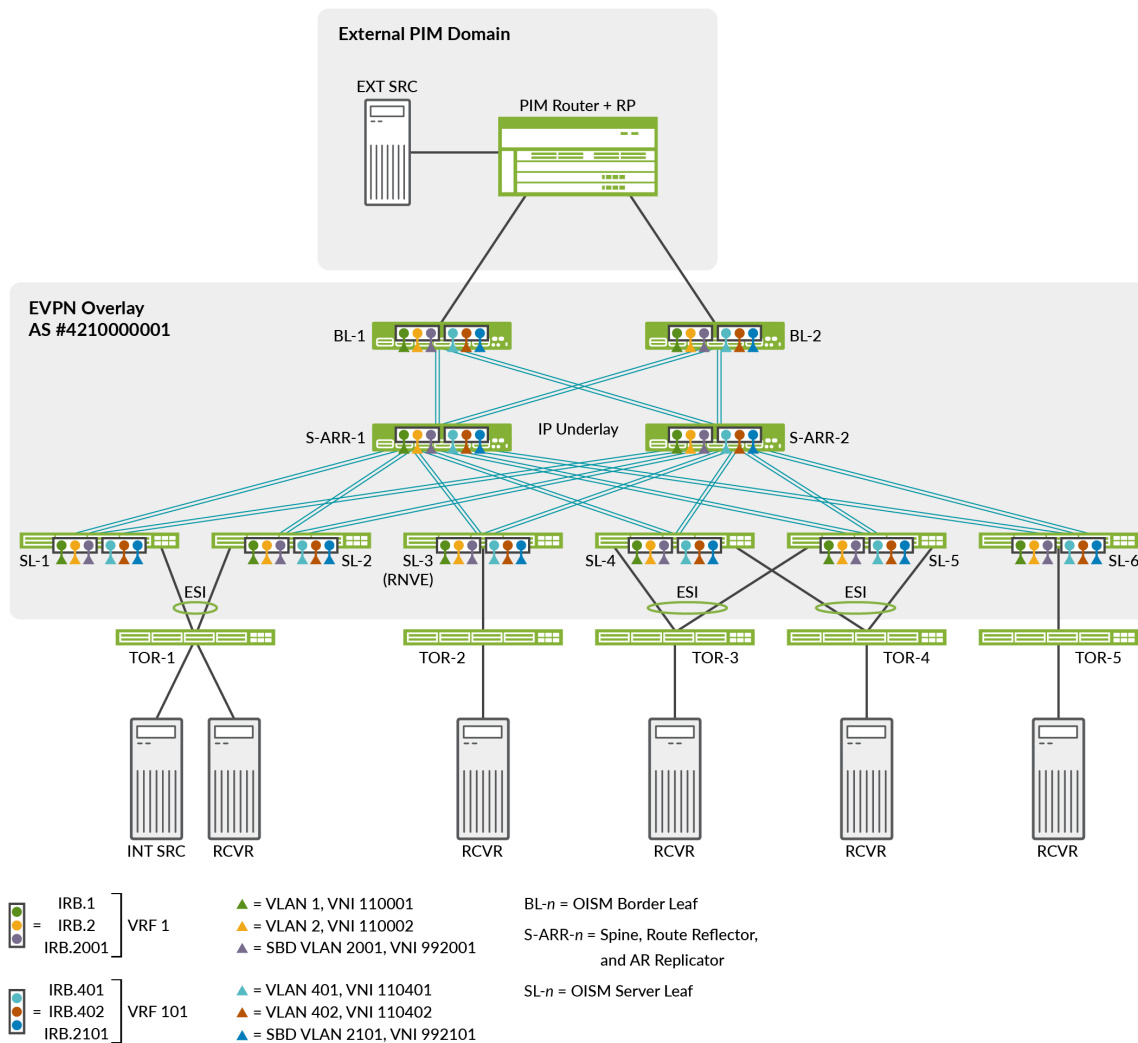 External PIM Domain
EXT SRC
PIM Router + RP
EVPN Overlay
AS #4210000001
BL-1
BL-2
S-ARR-1
IP Underlay
S-ARR-2
SL-1
SL-2
SL-3
(RNVE)
SL-4
SL-5
SL-6
ESI
ESI
ESI
TOR-1
TOR-2
TOR-3
TOR-4
TOR-5
INT SRC
RCVR
RCVR
RCVR
RCVR
RCVR
= IRB.1
IRB.2
IRB.2001
VRF 1
= VLAN 1, VNI 110001
= VLAN 2, VNI 110002
= SBD VLAN 2001, VNI 992001
= IRB.401
IRB.402
IRB.2101
VRF 101
= VLAN 401, VNI 110401
= VLAN 402, VNI 110402
= SBD VLAN 2101, VNI 992101
BL-n = OISM Border Leaf
S-ARR-n = Spine, Route Reflector,
and AR Replicator
SL-n = OISM Server Leaf